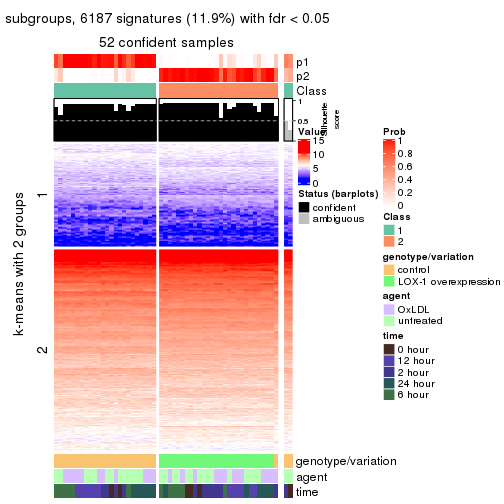 subgroups, 6187 signatures (11.9%) with fdr < 0.05
52 confident samples
p1
p2
Class
1
0.5
0
Silhouette
score
k-means with 2 groups
1
2
Value
15
10
5
0
Status (barplots)
confident
ambiguous
Prob
1
0.8
0.6
0.4
0.2
0
Class
1
2
genotype/variation
control
LOX-1 overexpression
agent
OxLDL
untreated
time
0 hour
12 hour
2 hour
24 hour
6 hour
genotype/variation
agent
time